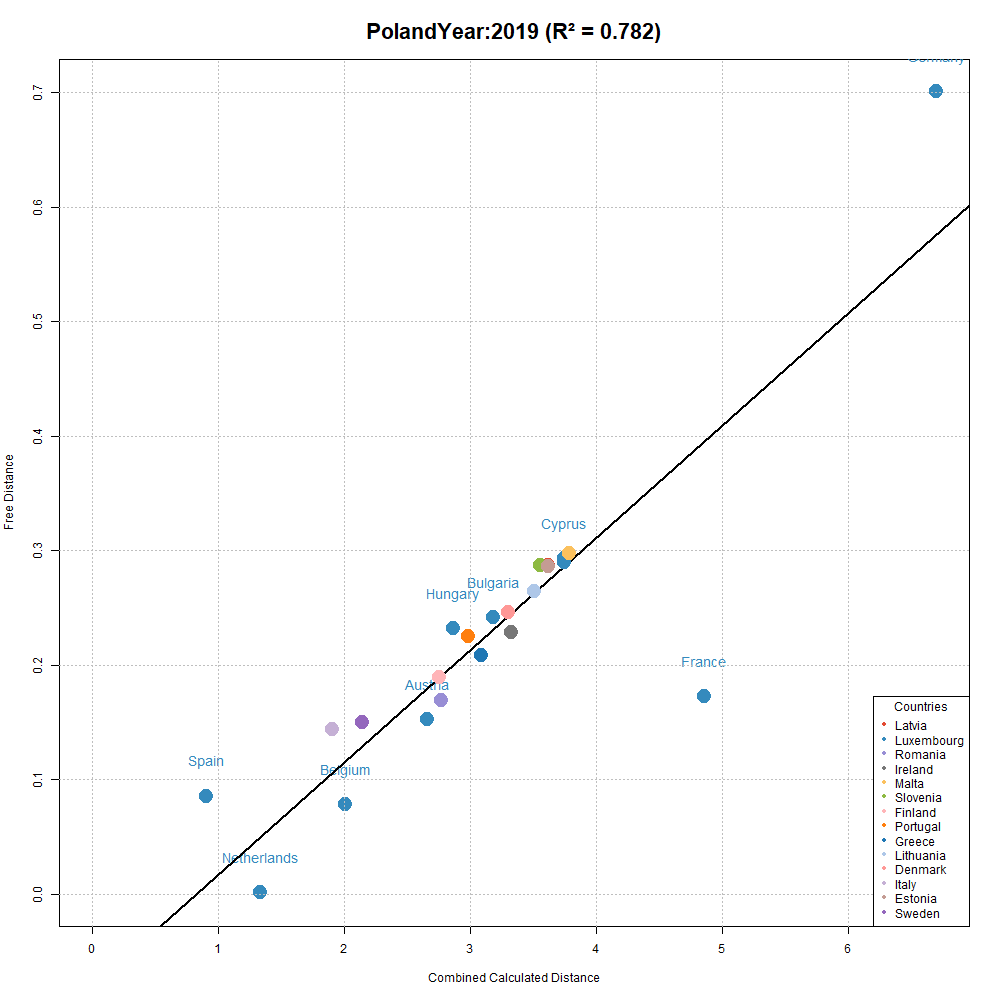 PolandYear:2019 (R² = 0.782)
Germany
0.7
0.6
0.5
0.4
0.3
0.2
0.1
0.0
Free Distance
Cyprus
Bulgaria
Hungary
France
Austria
Spain
Belgium
Netherlands
Countries
Latvia
Luxembourg
Romania
Ireland
Malta
Slovenia
Finland
Portugal
Greece
Lithuania
Denmark
Italy
Estonia
Sweden
0 1 2 3 4 5 6
Combined Calculated Distance